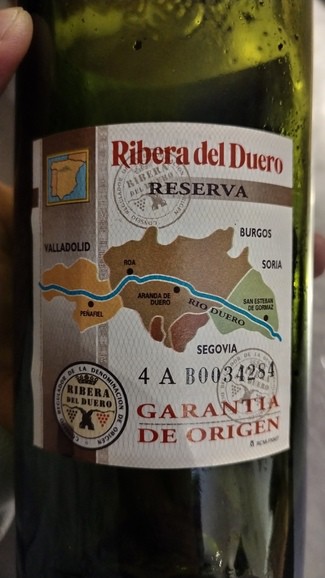 Ribera del Duero
RESERVA
BURGOS
VALLADOLID
SORIA
ROA
ARANDA DE
DUERO
RIO DUERO
SAN ESTEBAN
DE GORMAZ
PEÑAFIEL
SEGOVIA
4 A B0034284
RIBERA
DEL DUERO
GARANTIA
DE ORIGEN